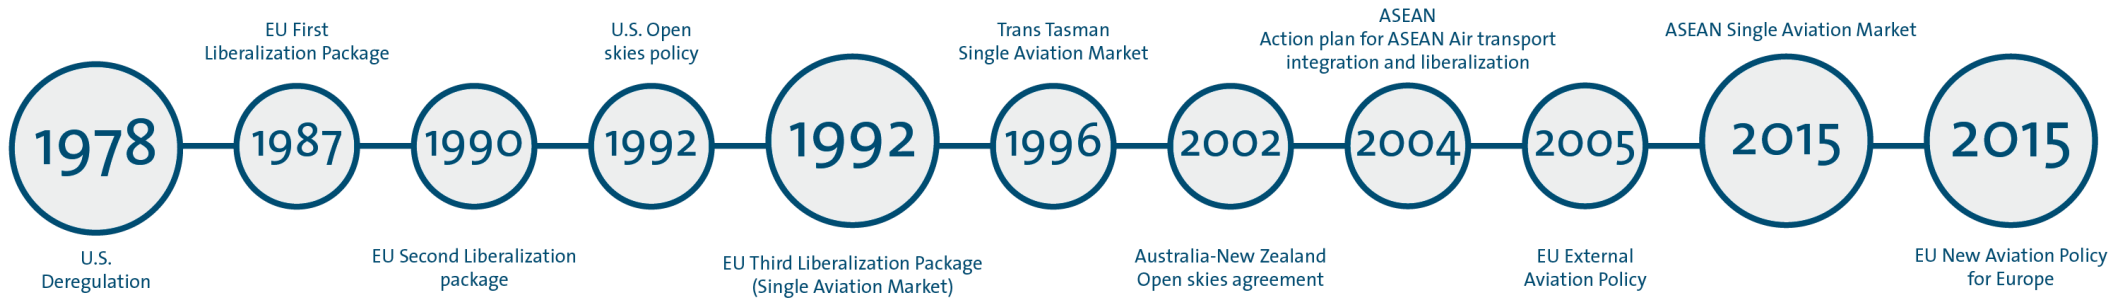 1978
U.S.
Deregulation
EU First
Liberalization Package
1987
1990
EU Second Liberalization
package
U.S. Open
skies policy
1992
1992
EU Third Liberalization Package
(Single Aviation Market)
Trans Tasman
Single Aviation Market
1996
2002
Australia-New Zealand
Open skies agreement
ASEAN
Action plan for ASEAN Air transport
integration and liberalization
2004
2005
EU External
Aviation Policy
ASEAN Single Aviation Market
2015
2015
EU New Aviation Policy
for Europe